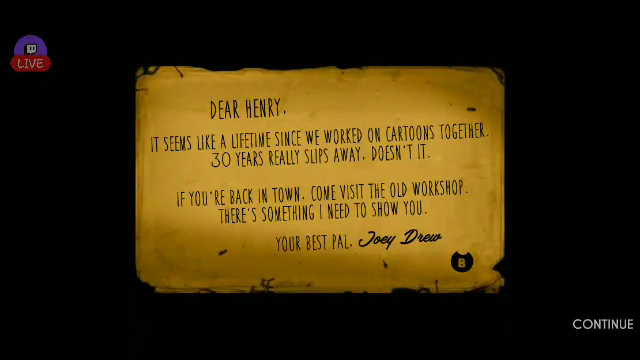 LIVE
DEAR HENRY,
IT SEEMS LIKE A LIFETIME SINCE WE WORKED ON CARTOONS TOGETHER.
30 YEARS REALLY SLIPS AWAY, DOESN'T IT.
IF YOU'RE BACK IN TOWN, COME VISIT THE OLD WORKSHOP.
THERE'S SOMETHING I NEED TO SHOW YOU.
YOUR BEST PAL, Joey Drew
B
CONTINUE